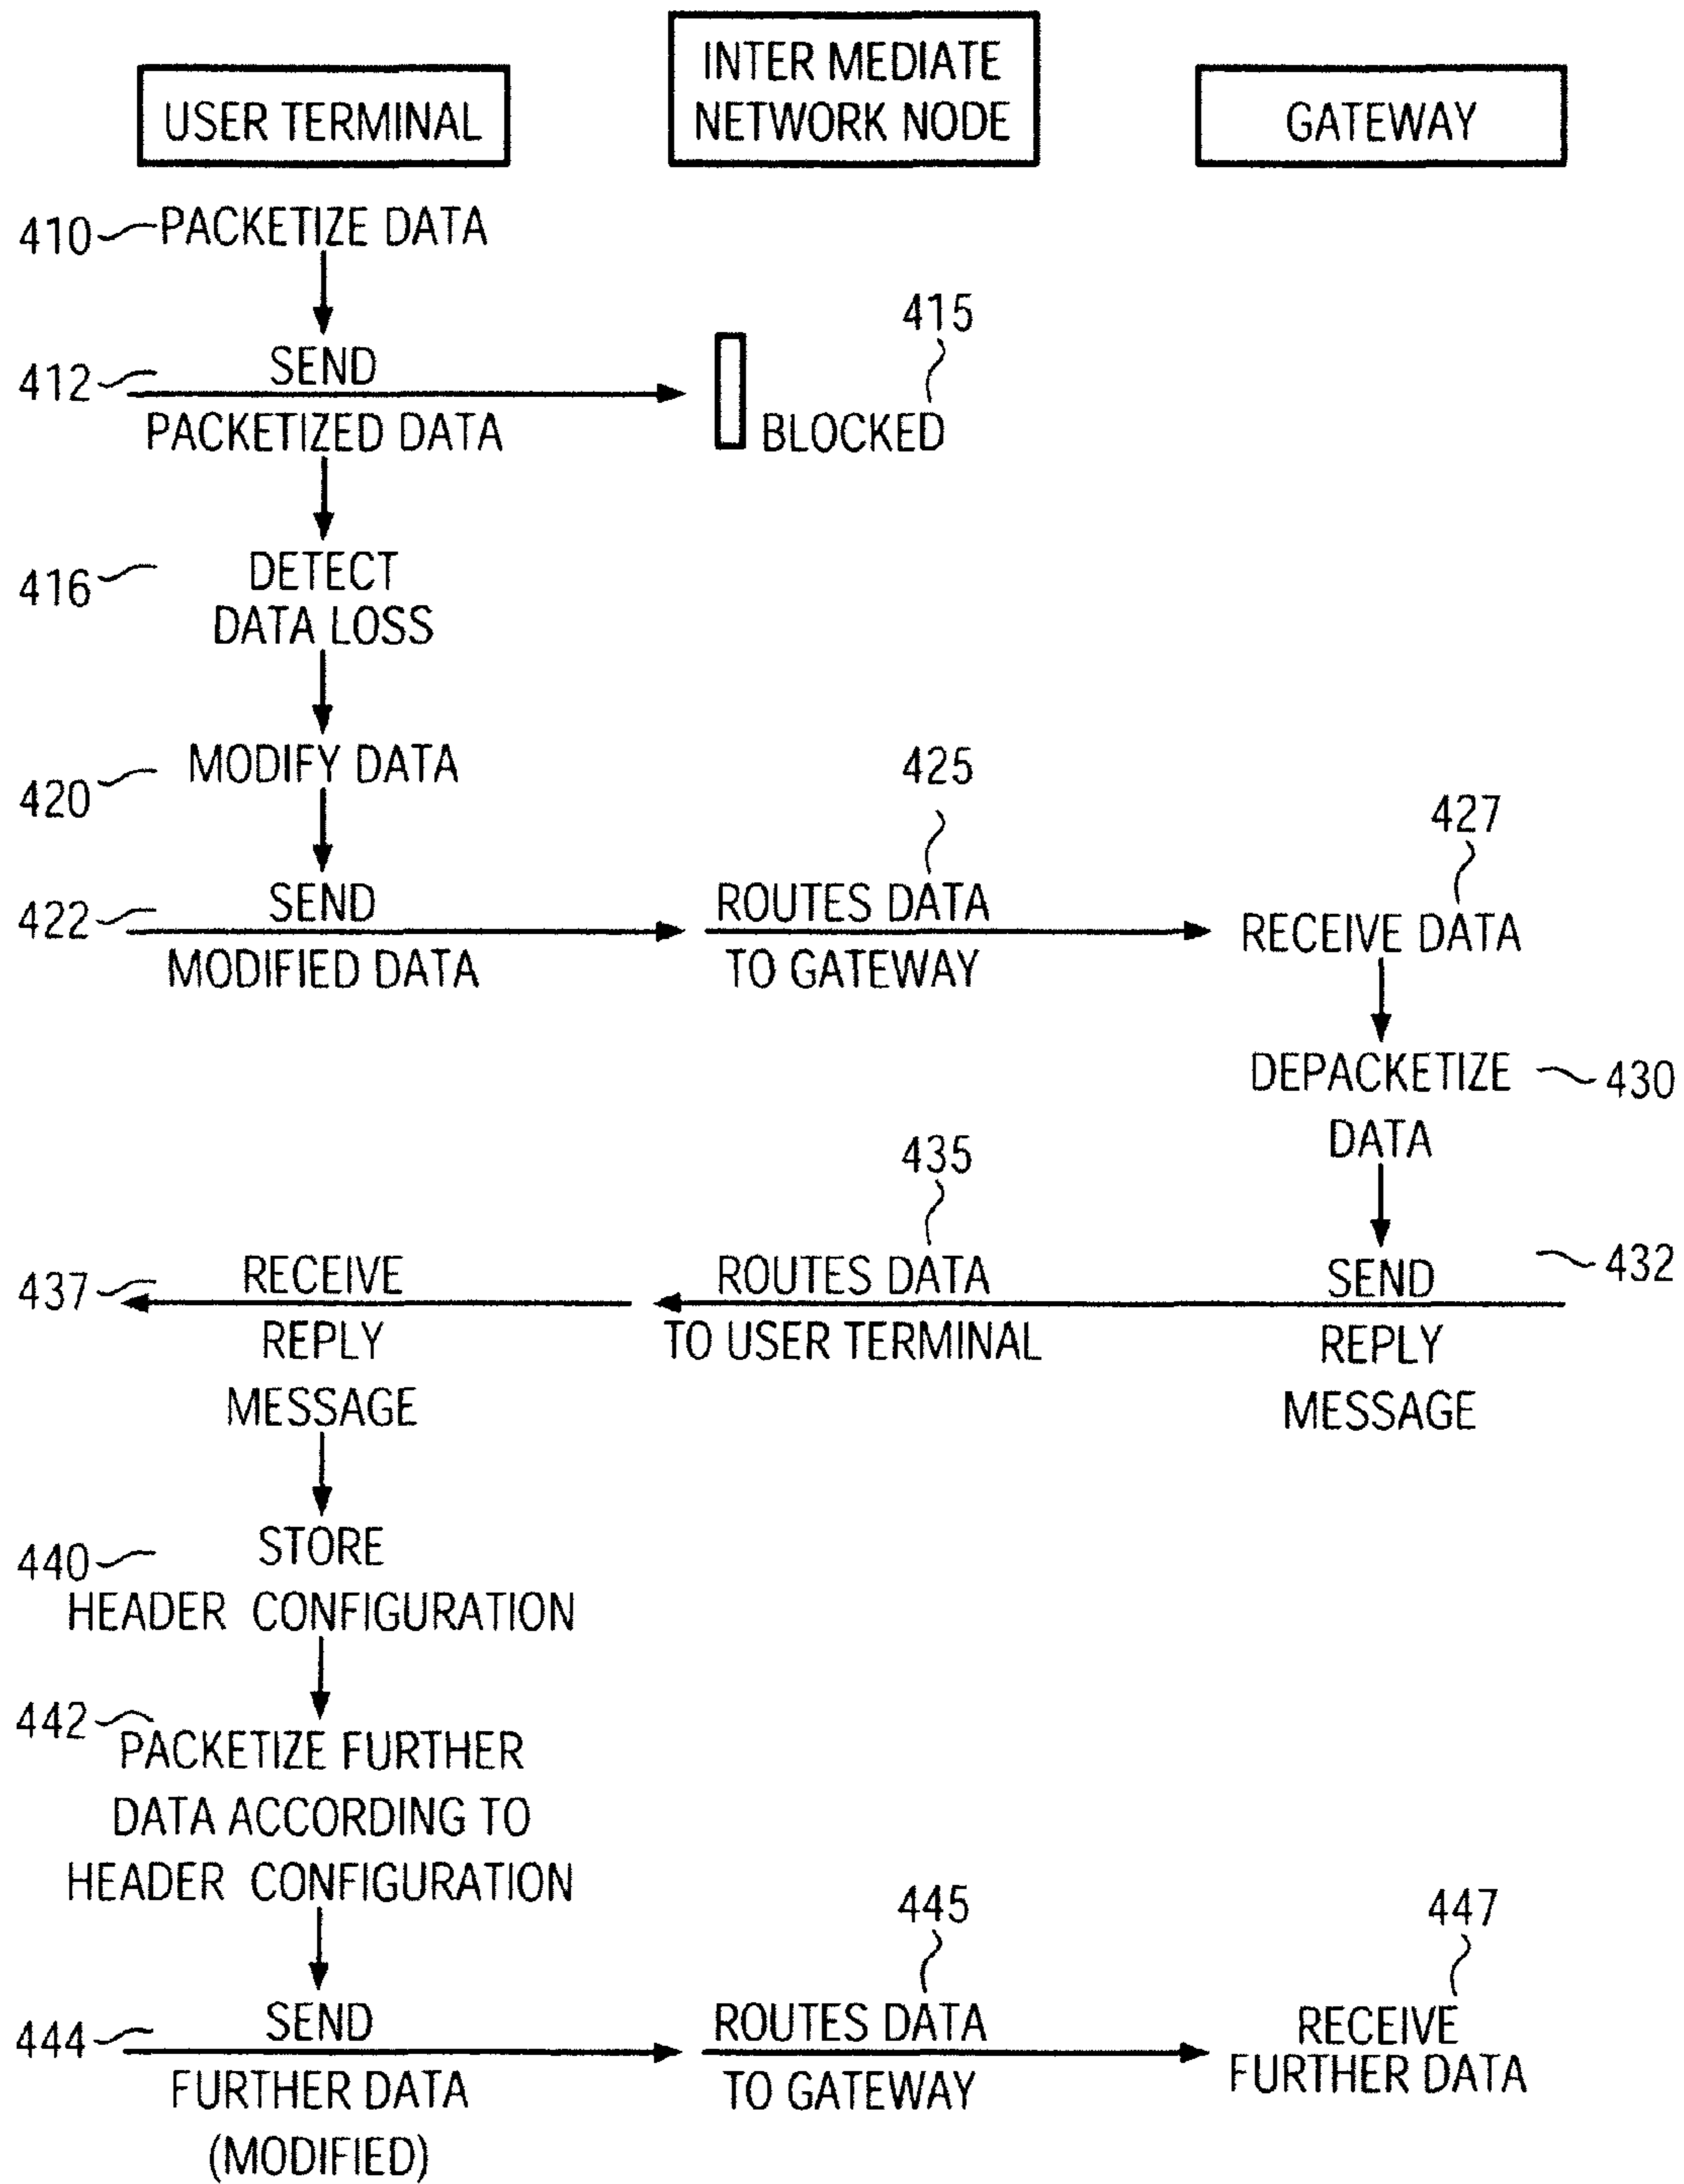 INTER MEDIATE
NETWORK NODE
USER TERMINAL
GATEWAY
410
PACKETIZE DATA
415
412
SEND
PACKETIZED DATA
BLOCKED
416
DETECT
DATA LOSS
420
MODIFY DATA
425
427
422
SEND
MODIFIED DATA
ROUTES DATA
TO GATEWAY
RECEIVE DATA
DEPACKETIZE
DATA
430
435
437
RECEIVE
REPLY
MESSAGE
ROUTES DATA
TO USER TERMINAL
SEND
REPLY
MESSAGE
432
440
STORE
HEADER CONFIGURATION
442
PACKETIZE FURTHER
DATA ACCORDING TO
HEADER CONFIGURATION
445
447
444
SEND
FURTHER DATA
(MODIFIED)
ROUTES DATA
TO GATEWAY
RECEIVE
FURTHER DATA